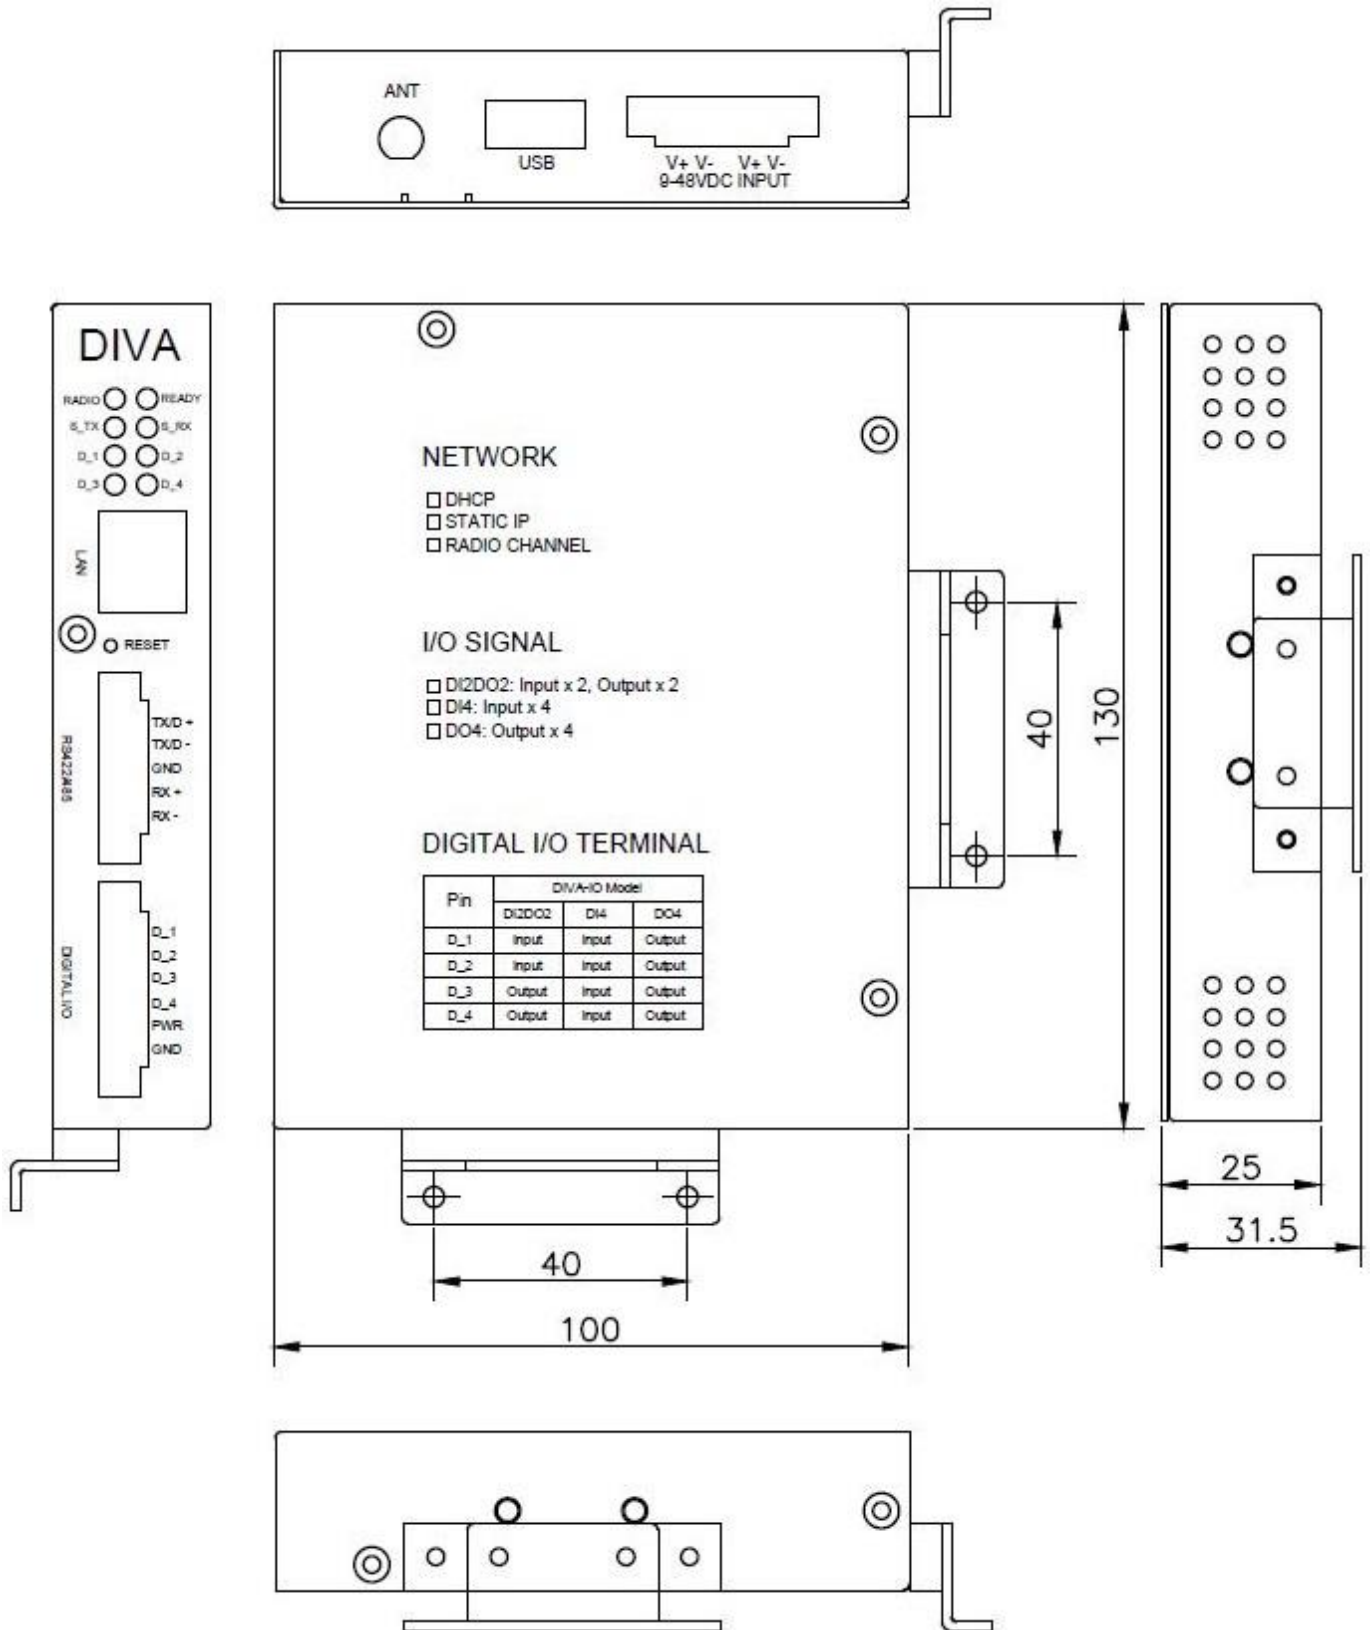 ANT
USB
V+ V- V+ V-
9-48VDC INPUT
DIVA
RADIO READY
S_TX S_RX
D_1 D_2
D_3 D_4
LAN
RESET
RS422/485
TX/D +
TX/D -
GND
RX +
RX -
DIGITAL I/O
D_1
D_2
D_3
D_4
PWR
GND
NETWORK
DHCP
STATIC IP
RADIO CHANNEL
I/O SIGNAL
DI2DO2: Input x 2, Output x 2
DI4: Input x 4
DO4: Output x 4
DIGITAL I/O TERMINAL
Pin DIVA-IO Model
DI2DO2 DI4 DO4
D_1 Input Input Output
D_2 Input Input Output
D_3 Output Input Output
D_4 Output Input Output
40
130
40
100
25
31.5